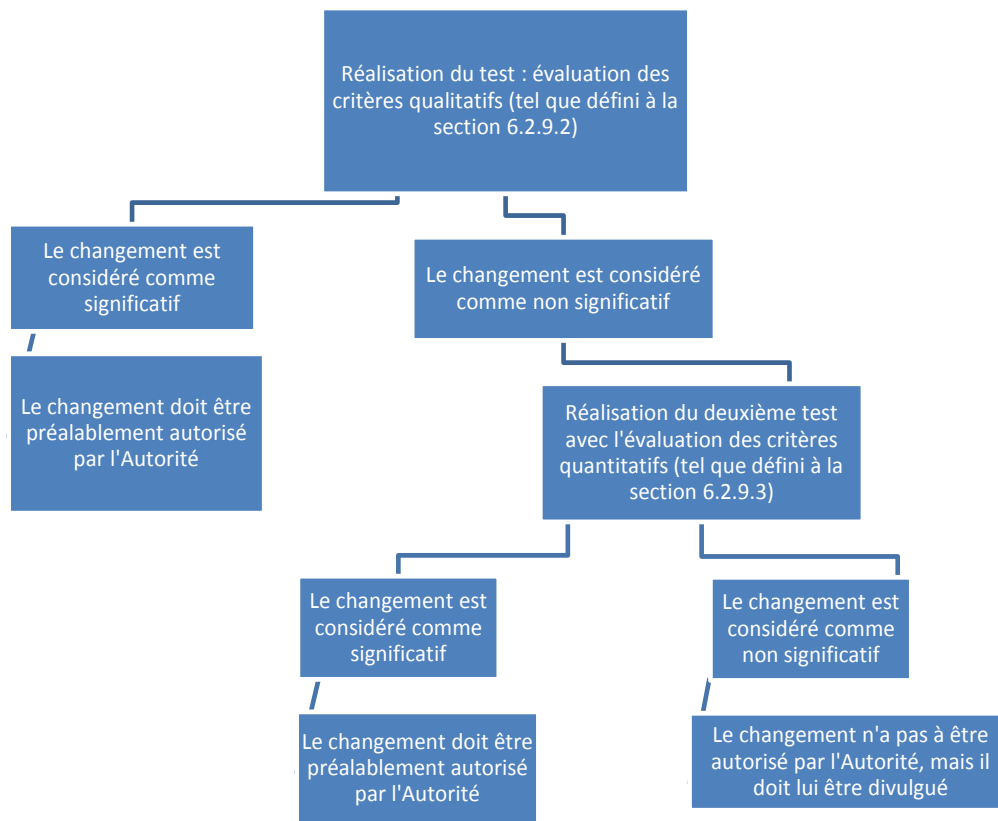 Réalisation du test : évaluation des
critères qualitatifs (tel que défini à la
section 6.2.9.2)
Le changement est
considéré comme
significatif
Le changement est considéré
comme non significatif
Le changement doit être
préalablement autorisé
par l'Autorité
Réalisation du deuxième test
avec l'évaluation des critères
quantitatifs (tel que défini à la
section 6.2.9.3)
Le changement est
considéré comme
significatif
Le changement est
considéré comme
non significatif
Le changement doit être
préalablement autorisé
par l'Autorité
Le changement n'a pas à être
autorisé par l'Autorité, mais il
doit lui être divulgué